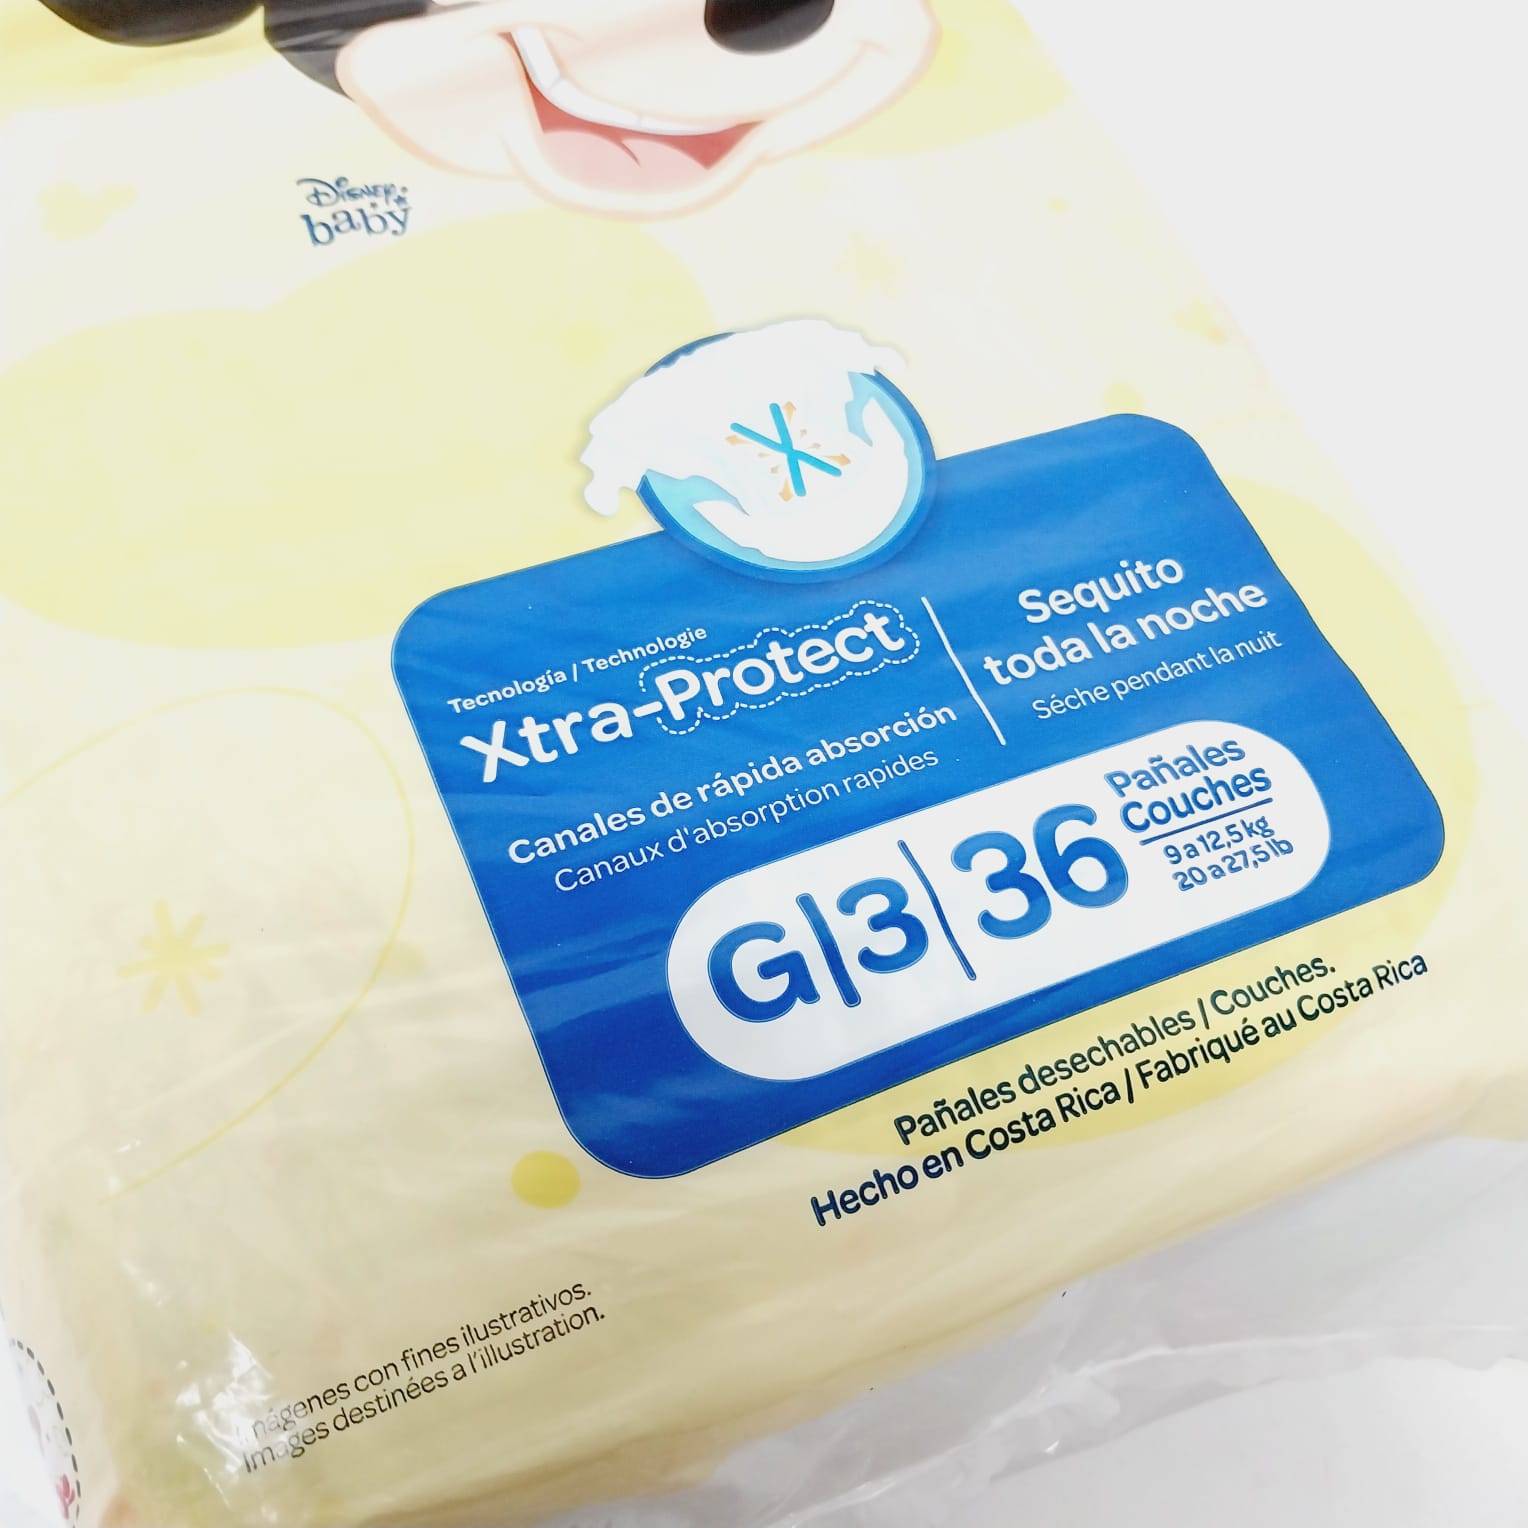 Disney
baby
X
Tecnología / Technologie
Xtra-Protect
Canales de rápida absorción
Canaux d'absorption rapides
Sequito
toda la noche
Séche pendant la nuit
G|3|36
Pañales
Couches
9 a 12,5 kg
20 a 27,5 lb
Pañales desechables / Couches.
Hecho en Costa Rica / Fabriqué au Costa Rica
Imágenes con fines ilustrativos.
Images destinées a l'illustration.